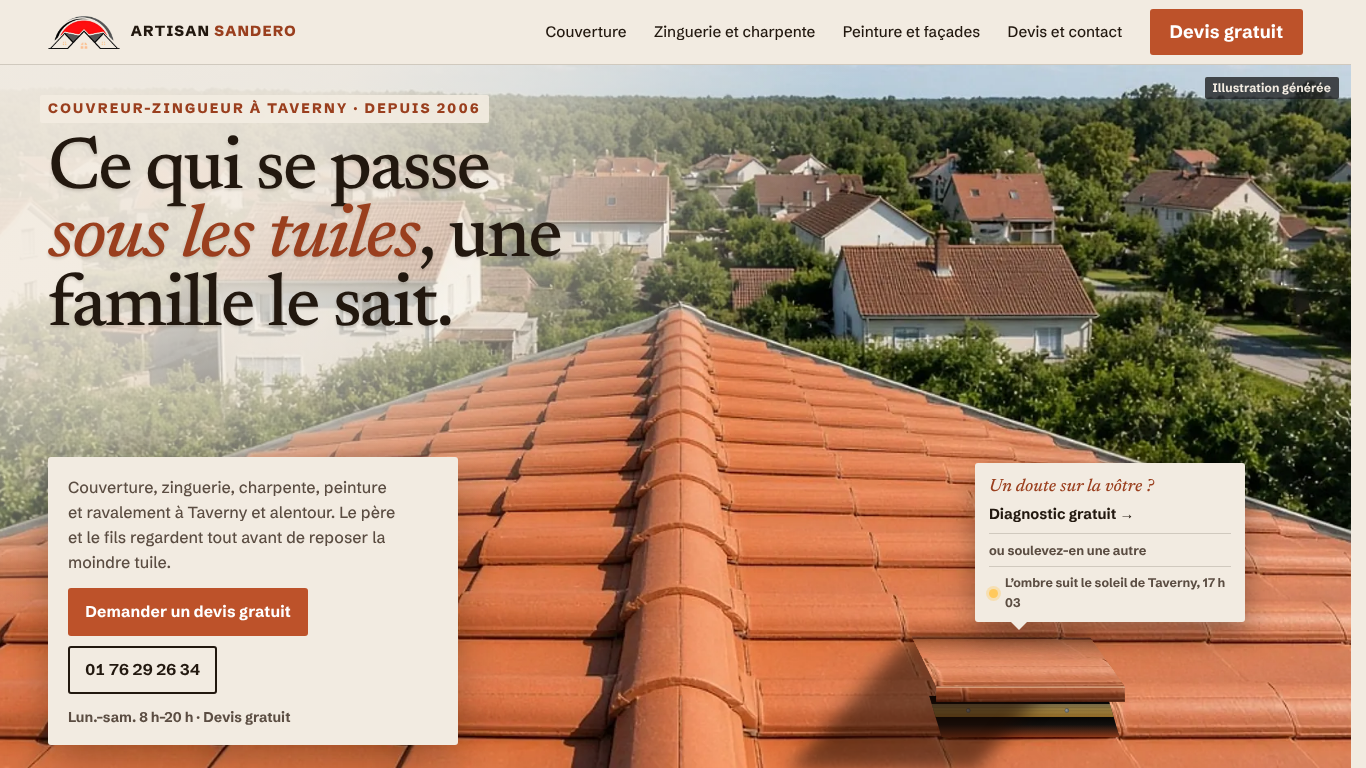 ARTISAN SANDERO
Couverture
Zinguerie et charpente
Peinture et façades
Devis et contact
Devis gratuit
Illustration générée
COUVREUR-ZINGUEUR À TAVERNY · DEPUIS 2006
Ce qui se passe
sous les tuiles, une
famille le sait.
Couverture, zinguerie, charpente, peinture
et ravalement à Taverny et alentour. Le père
et le fils regardent tout avant de reposer la
moindre tuile.
Demander un devis gratuit
01 76 29 26 34
Lun.–sam. 8 h–20 h · Devis gratuit
Un doute sur la vôtre ?
Diagnostic gratuit →
ou soulevez-en une autre
L’ombre suit le soleil de Taverny, 17 h
03